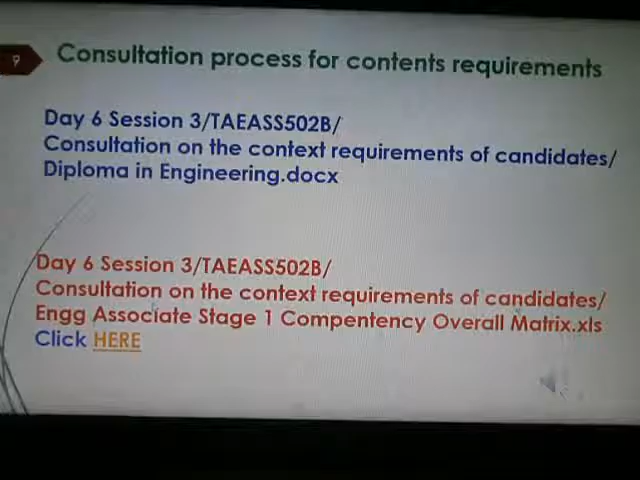 9
Consultation process for contents requirements
Day 6 Session 3/TAEASS502B/
Consultation on the context requirements of candidates/
Diploma in Engineering.docx
Day 6 Session 3/TAEASS502B/
Consultation on the context requirements of candidates/
Engg Associate Stage 1 Compentency Overall Matrix.xls
Click HERE